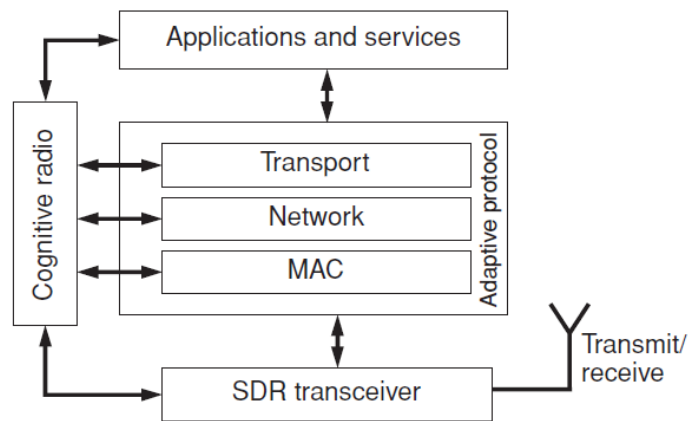 Applications and services
Cognitive radio
Transport
Network
MAC
Adaptive protocol
SDR transceiver
Transmit/
receive